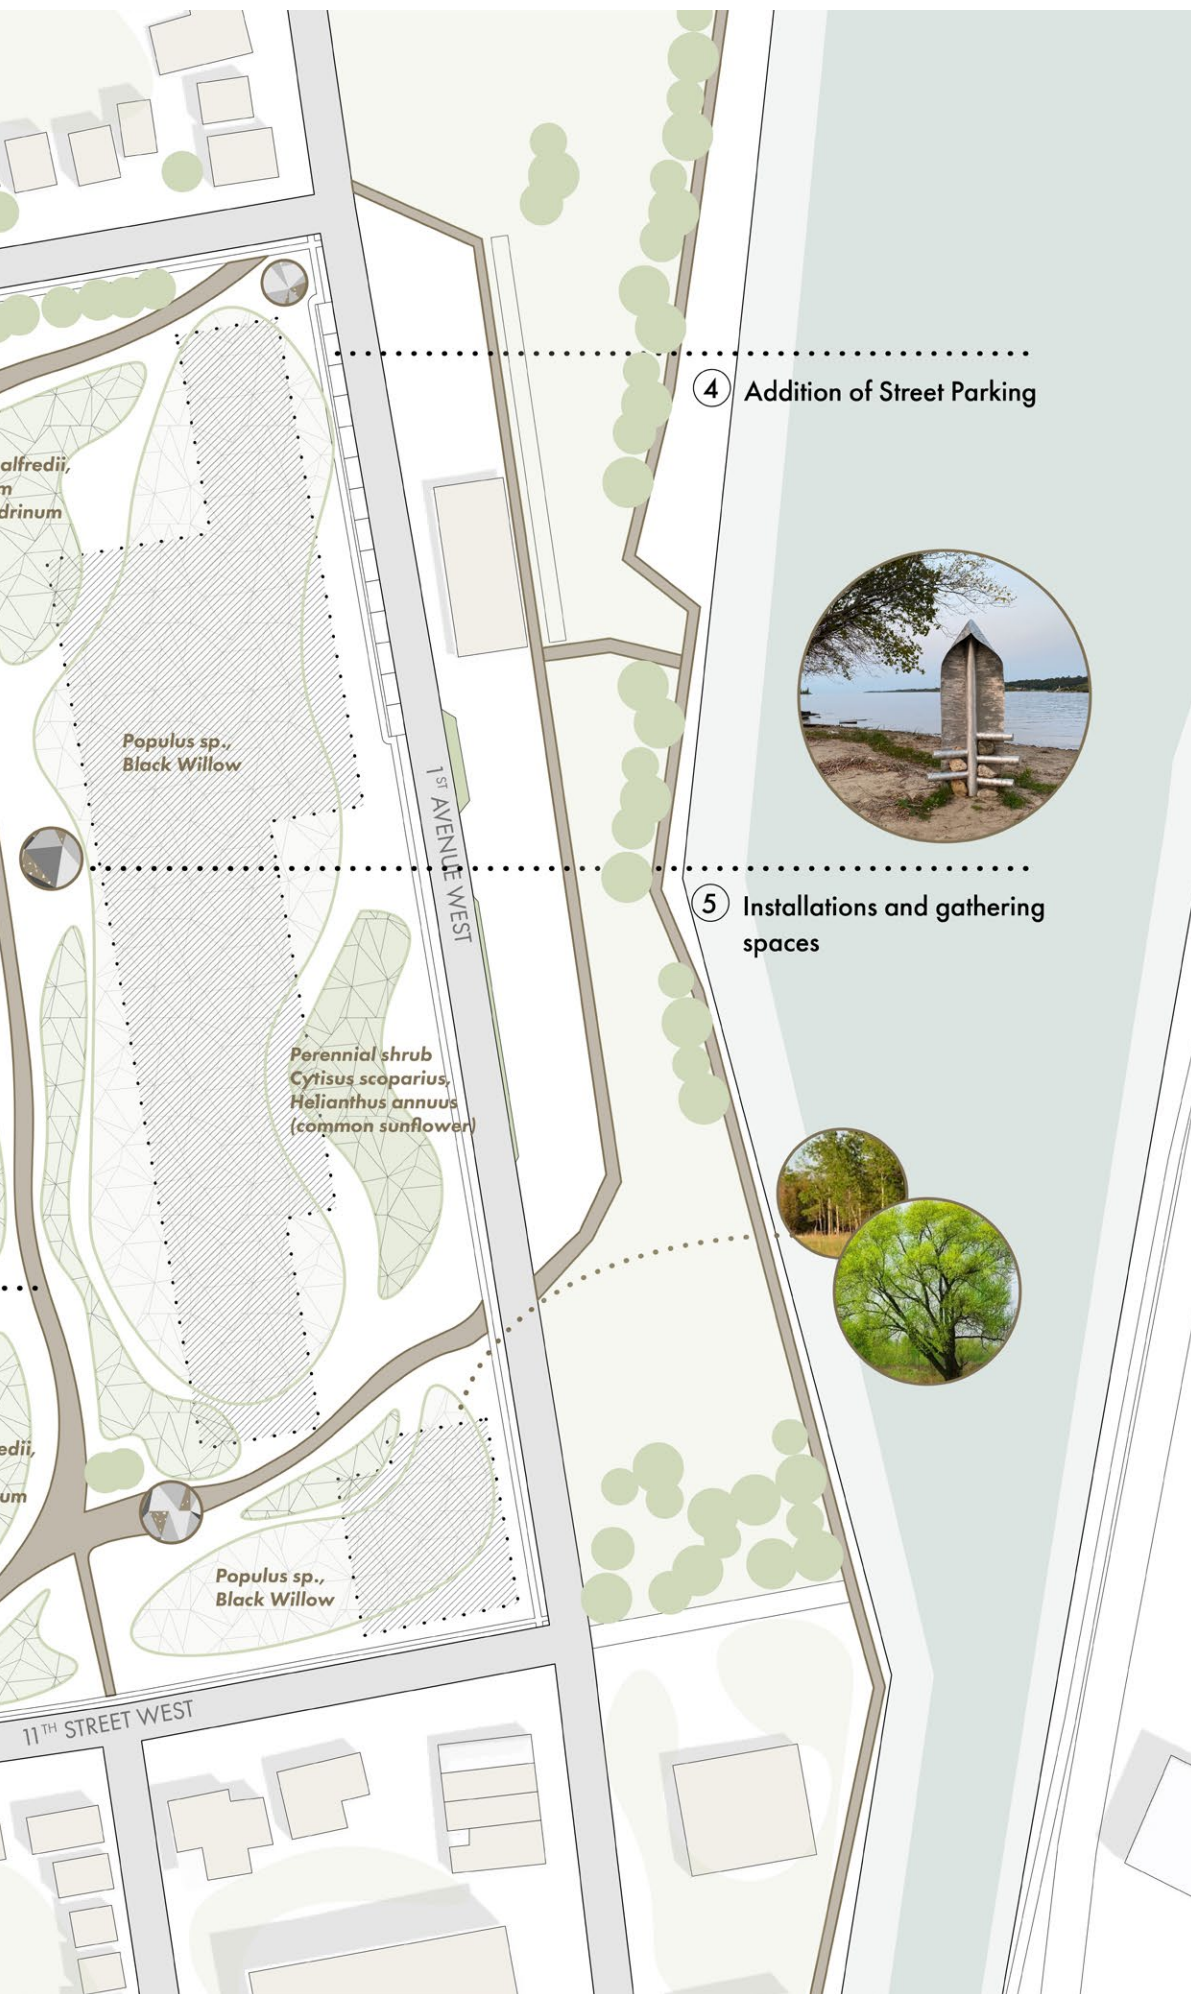 4 Addition of Street Parking
alfredii,
m
drinum
Populus sp.,
Black Willow
1ST AVENUE WEST
5 Installations and gathering
spaces
Perennial shrub
Cytisus scoparius,
Helianthus annuus
(common sunflower)
edii,
um
Populus sp.,
Black Willow
11TH STREET WEST